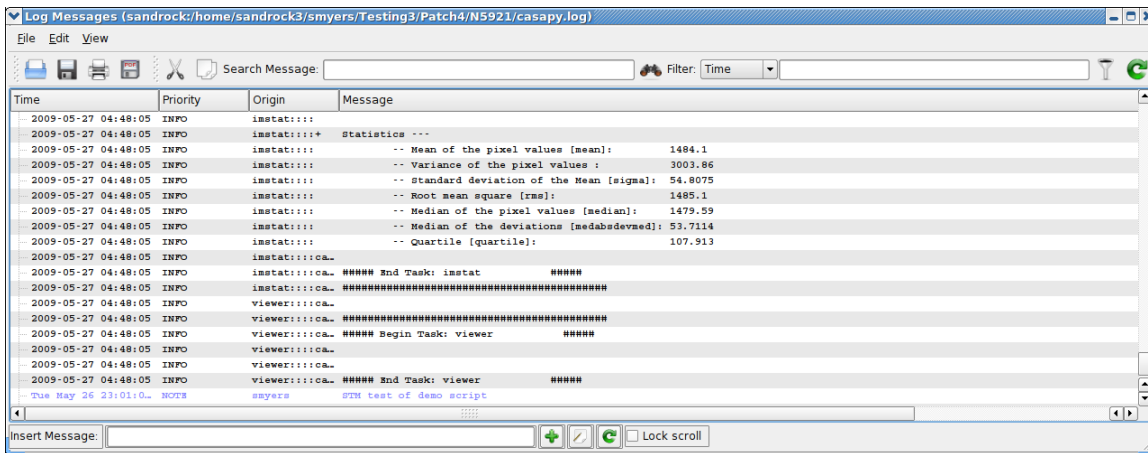 Log Messages (sandrock:/home/sandrock3/smyers/Testing3/Patch4/N5921/casapy.log)
File Edit View
Search Message: Filter: Time
Time Priority Origin Message
2009-05-27 04:48:05 INFO imstat::::
2009-05-27 04:48:05 INFO imstat::::+ Statistics ---
2009-05-27 04:48:05 INFO imstat:::: -- Mean of the pixel values [mean]: 1484.1
2009-05-27 04:48:05 INFO imstat:::: -- Variance of the pixel values : 3003.86
2009-05-27 04:48:05 INFO imstat:::: -- Standard deviation of the Mean [sigma]: 54.8075
2009-05-27 04:48:05 INFO imstat:::: -- Root mean square [rms]: 1485.1
2009-05-27 04:48:05 INFO imstat:::: -- Median of the pixel values [median]: 1479.59
2009-05-27 04:48:05 INFO imstat:::: -- Median of the deviations [medabsdevmed]: 53.7114
2009-05-27 04:48:05 INFO imstat:::: -- Quartile [quartile]: 107.913
2009-05-27 04:48:05 INFO imstat::::ca…
2009-05-27 04:48:05 INFO imstat::::ca… ##### End Task: imstat #####
2009-05-27 04:48:05 INFO imstat::::ca… ##########################################
2009-05-27 04:48:05 INFO viewer::::ca…
2009-05-27 04:48:05 INFO viewer::::ca… ##########################################
2009-05-27 04:48:05 INFO viewer::::ca… ##### Begin Task: viewer #####
2009-05-27 04:48:05 INFO viewer::::ca…
2009-05-27 04:48:05 INFO viewer::::ca…
2009-05-27 04:48:05 INFO viewer::::ca… ##### End Task: viewer #####
Tue May 26 23:01:0… NOTE smyers STM test of demo script
Insert Message: Lock scroll